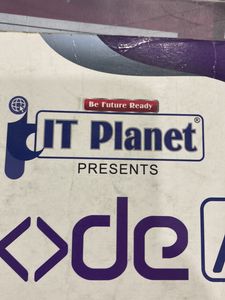 Be Future Ready
IT Planet®
PRESENTS
<>de